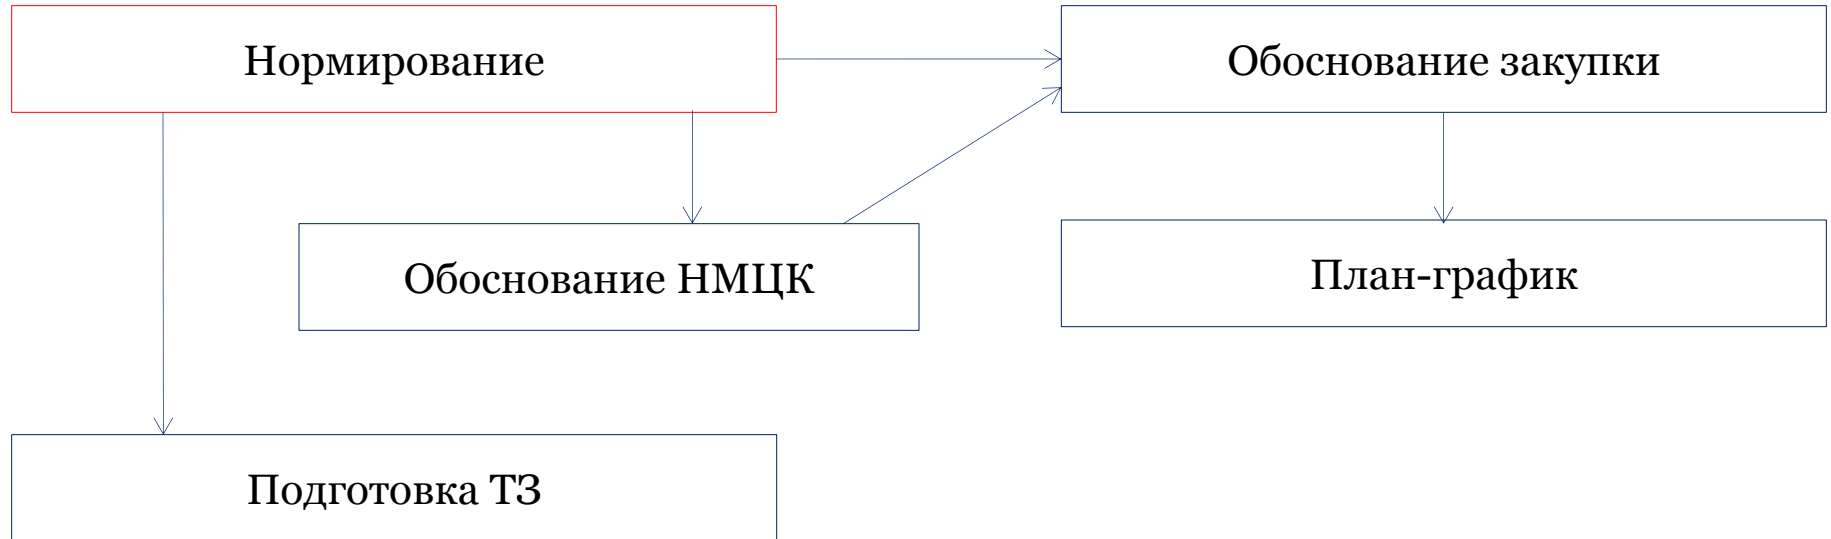 Нормирование
Обоснование закупки
Обоснование НМЦК
План-график
Подготовка ТЗ